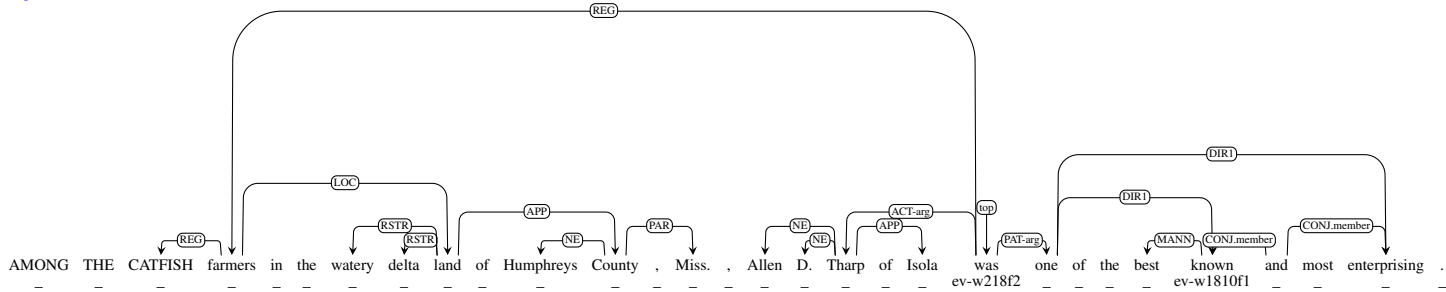 REG
DIR1
LOC
DIR1
APP ACT-arg top
RSTR PAR NE APP CONJ.member
REG RSTR NE NE PAT-arg MANN CONJ.member
AMONG THE CATFISH farmers in the watery delta land of Humphreys County , Miss. , Allen D. Tharp of Isola was one of the best known and most enterprising .
_ _ _ _ _ _ _ _ _ _ _ _ _ _ _ _ _ _ _ _ ev-w218f2 _ _ _ _ ev-w1810f1 _ _ _ _